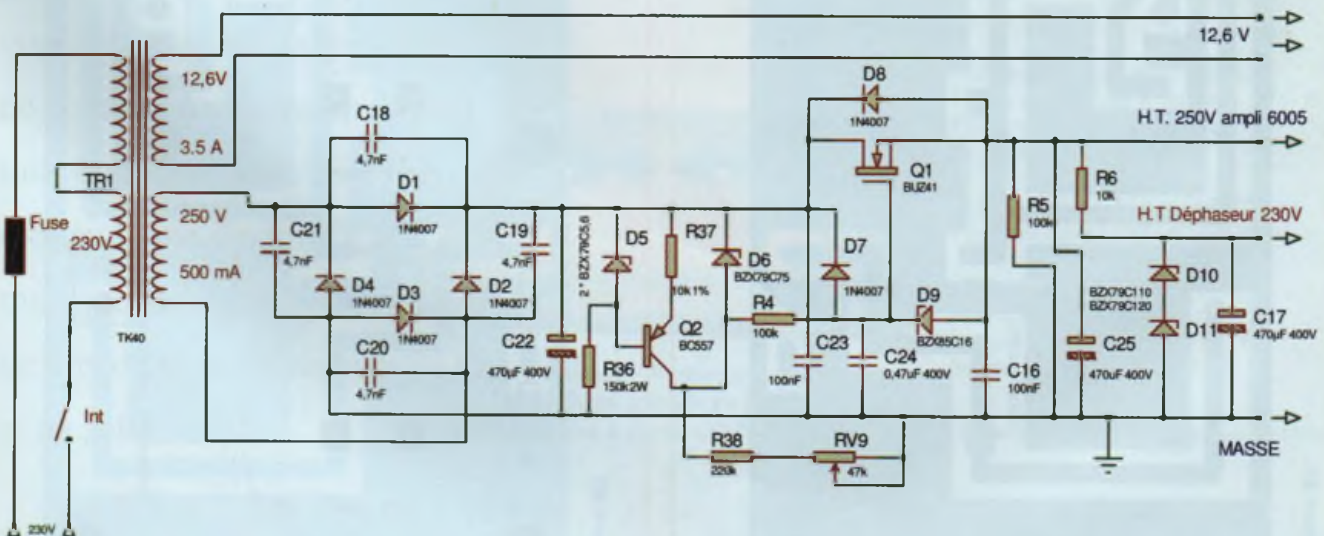 12,6V
3.5 A
TR1
250 V
500 mA
230V
TK40
Fuse
Int
230V
C18
4,7nF
D1
1N4007
C21
4,7nF
D4
1N4007
D3
1N4007
D2
1N4007
C19
4,7nF
C20
4,7nF
C22
470µF 400V
D5
2 * BZX79C5,6
R36
150k 2W
R37
10k 1%
Q2
BC557
D6
BZX79C75
R4
100k
D7
1N4007
D8
1N4007
Q1
BUZ41
D9
BZX85C16
C23
100nF
C24
0,47uF 400V
C16
100nF
R38
220k
RV9
47k
R5
100k
R6
10k
C25
470uF 400V
D10
BZX79C110
BZX79C120
D11
C17
470µF 400V
12,6 V
H.T. 250V ampli 6005
H.T Déphaseur 230V
MASSE